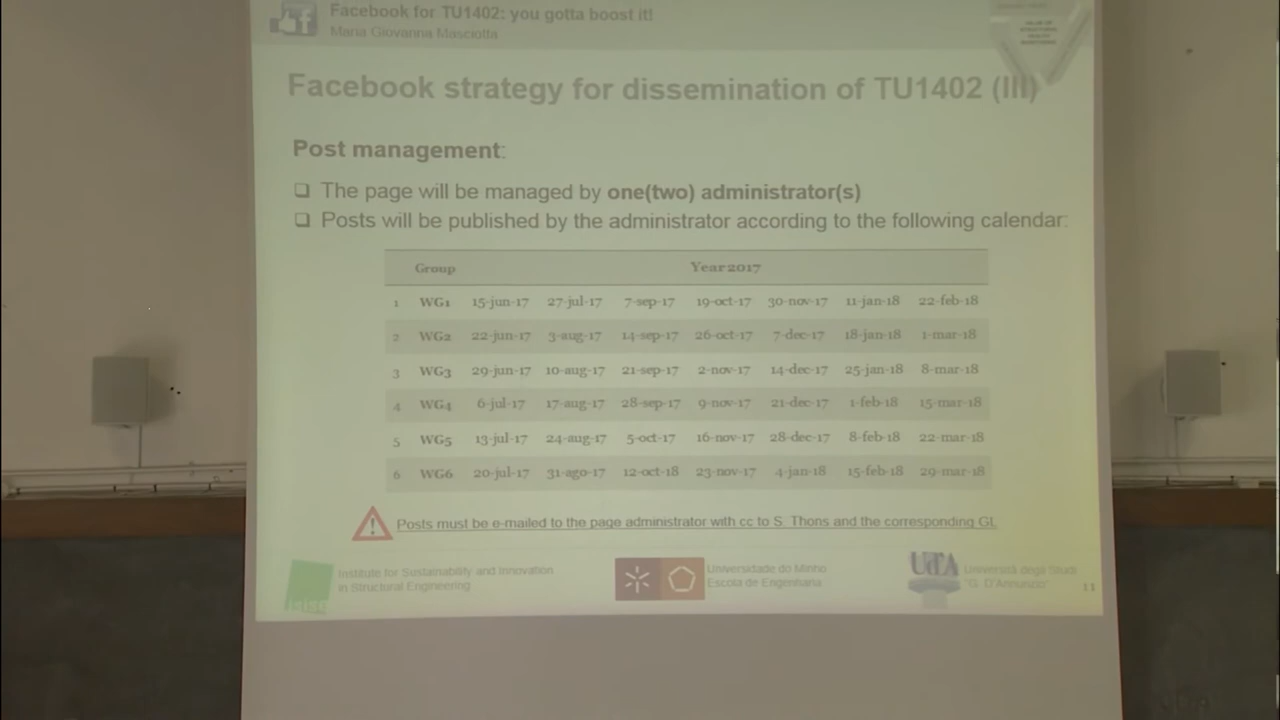 Facebook for TU1402: you gotta boost it!
Maria Giovanna Masciotta
VALUE OF
STRUCTURAL
HEALTH
MONITORING
Facebook strategy for dissemination of TU1402 (III)
Post management:
❑ The page will be managed by one(two) administrator(s)
❑ Posts will be published by the administrator according to the following calendar:
Group Year 2017
1 WG1 15-jun-17 27-jul-17 7-sep-17 19-oct-17 30-nov-17 11-jan-18 22-feb-18
2 WG2 22-jun-17 3-aug-17 14-sep-17 26-oct-17 7-dec-17 18-jan-18 1-mar-18
3 WG3 29-jun-17 10-aug-17 21-sep-17 2-nov-17 14-dec-17 25-jan-18 8-mar-18
4 WG4 6-jul-17 17-aug-17 28-sep-17 9-nov-17 21-dec-17 1-feb-18 15-mar-18
5 WG5 13-jul-17 24-aug-17 5-oct-17 16-nov-17 28-dec-17 8-feb-18 22-mar-18
6 WG6 20-jul-17 31-ago-17 12-oct-18 23-nov-17 4-jan-18 15-feb-18 29-mar-18
Posts must be e-mailed to the page administrator with cc to S. Thons and the corresponding GL
ISISE
Institute for Sustainability and Innovation
in Structural Engineering
Universidade do Minho
Escola de Engenharia
UdA
Università degli Studi
"G. D'Annunzio"
11